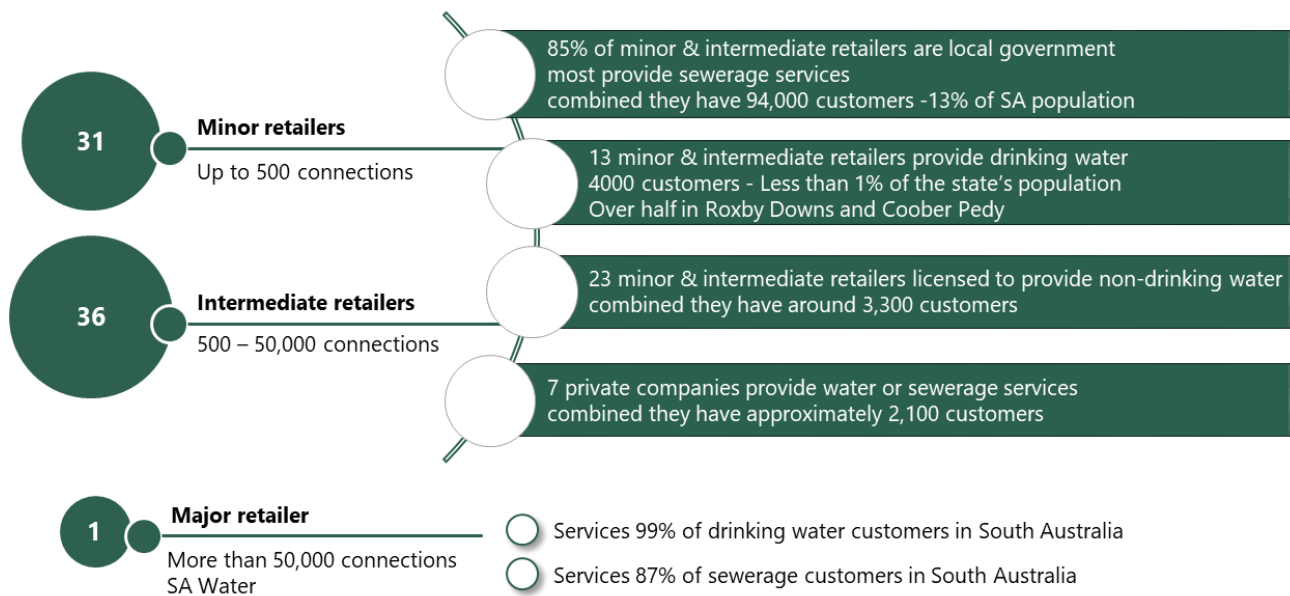 85% of minor & intermediate retailers are local government
most provide sewerage services
combined they have 94,000 customers -13% of SA population
31
Minor retailers
Up to 500 connections
13 minor & intermediate retailers provide drinking water
4000 customers - Less than 1% of the state’s population
Over half in Roxby Downs and Coober Pedy
36
Intermediate retailers
500 – 50,000 connections
23 minor & intermediate retailers licensed to provide non-drinking water
combined they have around 3,300 customers
7 private companies provide water or sewerage services
combined they have approximately 2,100 customers
1
Major retailer
More than 50,000 connections
SA Water
Services 99% of drinking water customers in South Australia
Services 87% of sewerage customers in South Australia